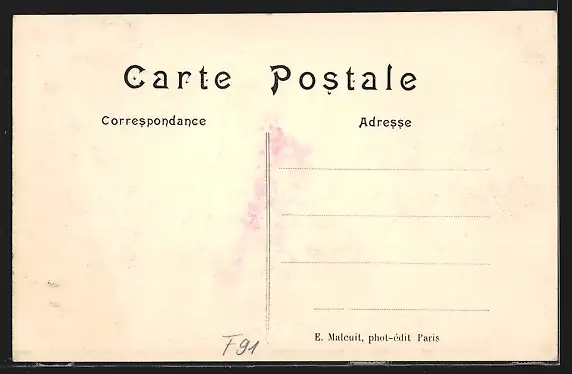 Carte Postale
Correspondance
Adresse
E. Malcuit, phot-édit Paris
F91